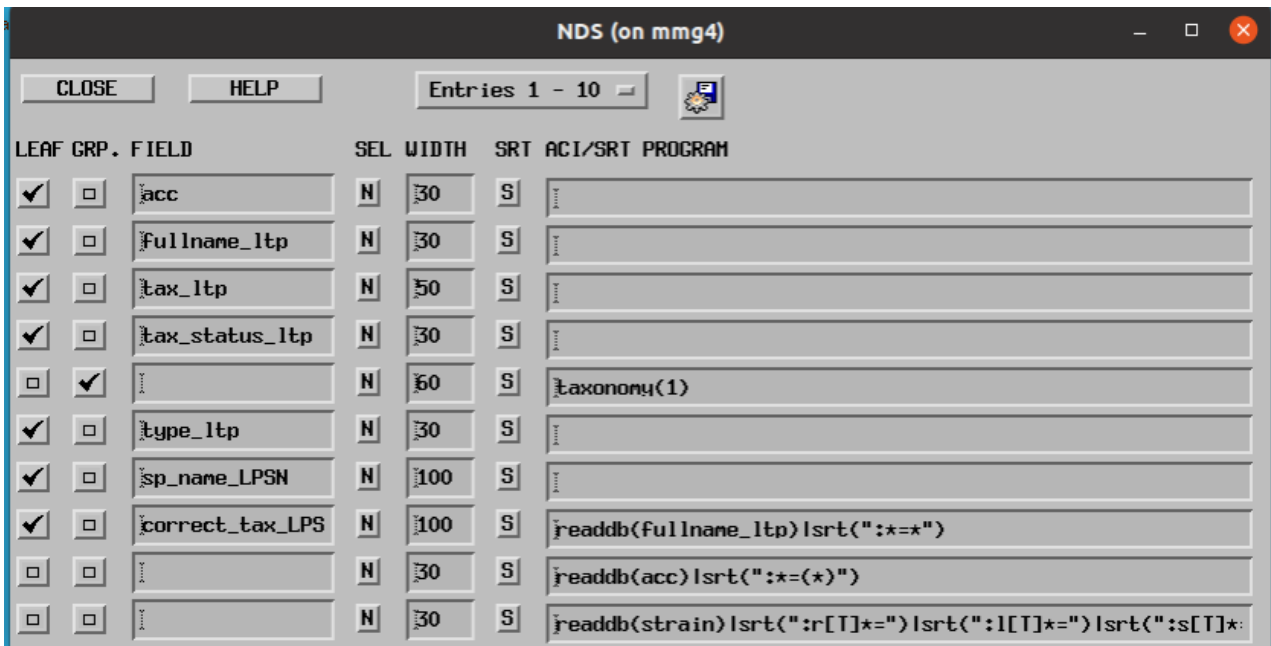 NDS (on mmg4)
CLOSE HELP Entries 1 - 10
LEAF GRP. FIELD SEL WIDTH SRT ACI/SRT PROGRAM
acc N 30 S
fullname_ltp N 30 S
tax_ltp N 50 S
tax_status_ltp N 30 S
N 60 S taxonomy(1)
type_ltp N 30 S
sp_name_LPSN N 100 S
correct_tax_LPS N 100 S readdb(fullname_ltp)|srt(":*=*")
N 30 S readdb(acc)|srt(":*=(*)")
N 30 S readdb(strain)|srt(":r[T]*=")|srt(":l[T]*=")|srt(":s[T]*